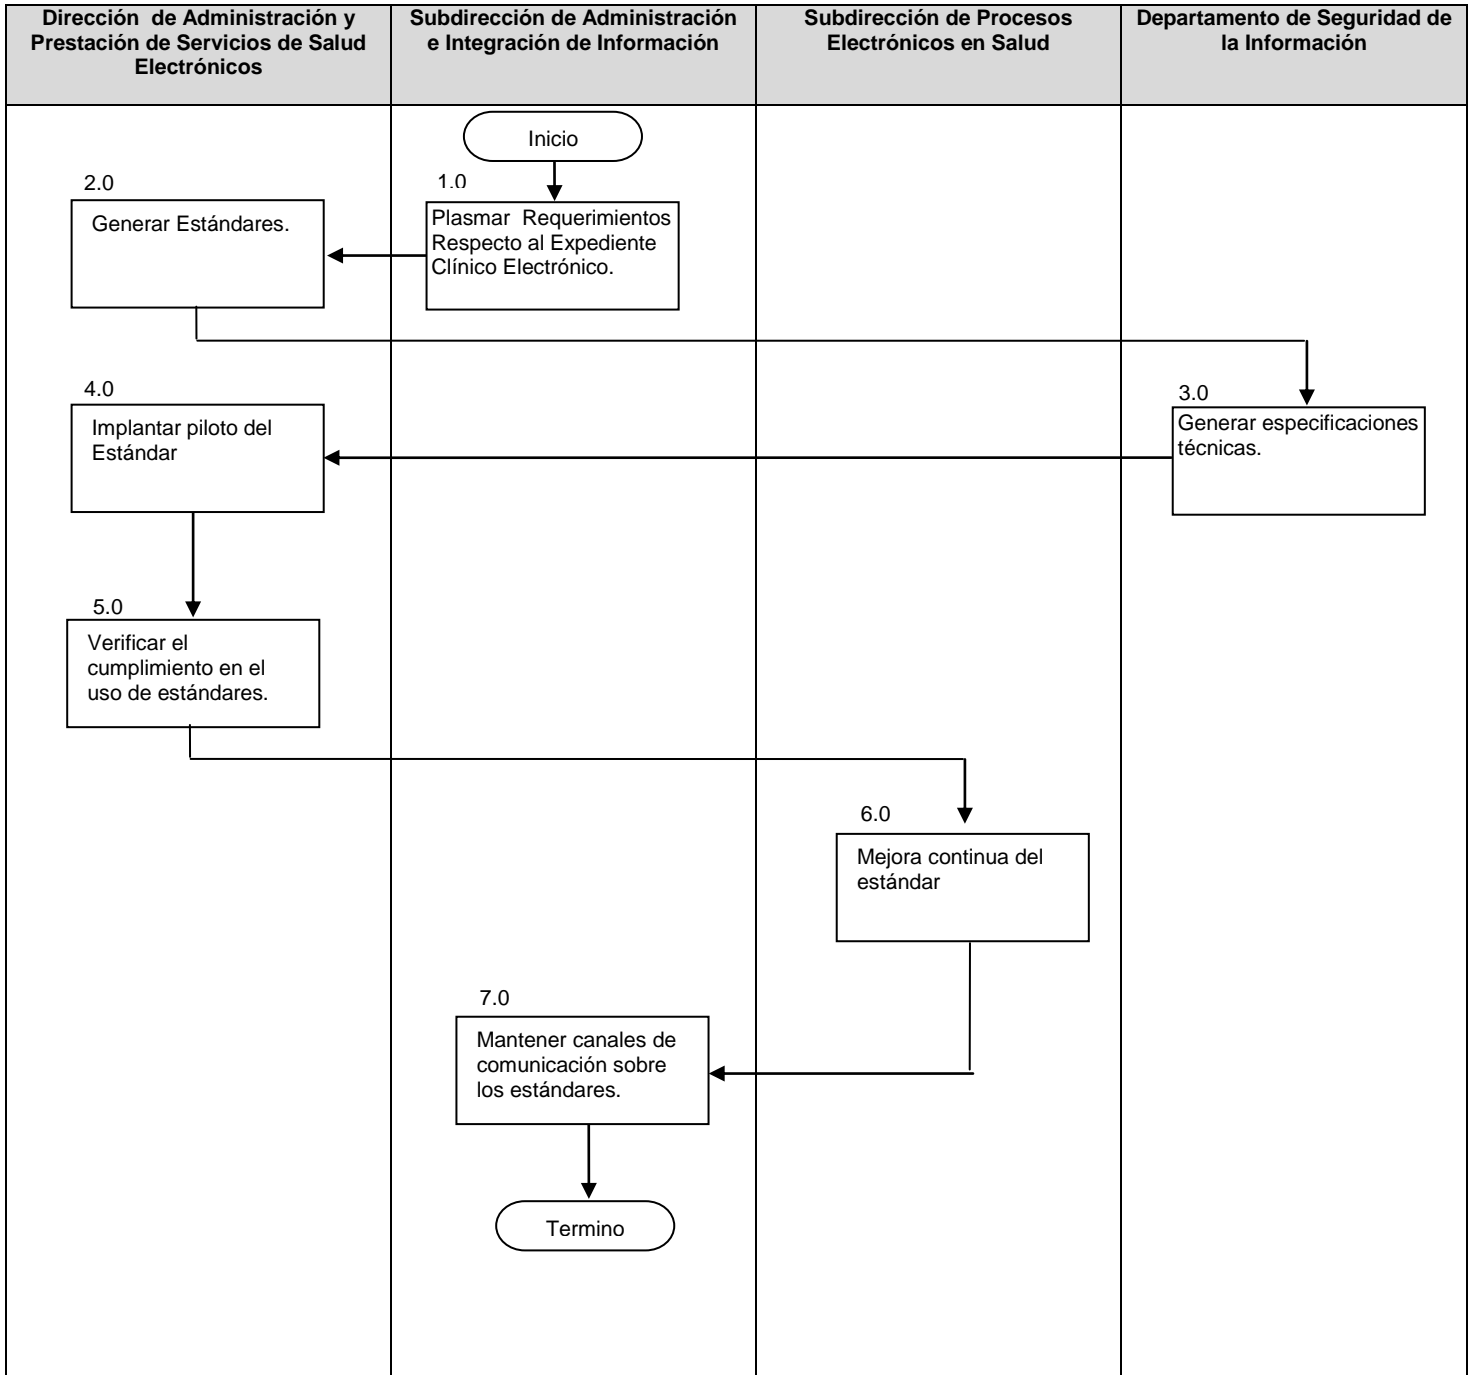 Dirección  de Administración y
Prestación de Servicios de Salud
Electrónicos
Subdirección de Administración
e Integración de Información
Subdirección de Procesos
Electrónicos en Salud
Departamento de Seguridad de
la Información
Inicio
1.0
Plasmar  Requerimientos
Respecto al Expediente
Clínico Electrónico.
2.0
Generar Estándares.
3.0
Generar especificaciones
técnicas.
4.0
Implantar piloto del
Estándar
5.0
Verificar el
cumplimiento en el
uso de estándares.
6.0
Mejora continua del
estándar
7.0
Mantener canales de
comunicación sobre
los estándares.
Termino